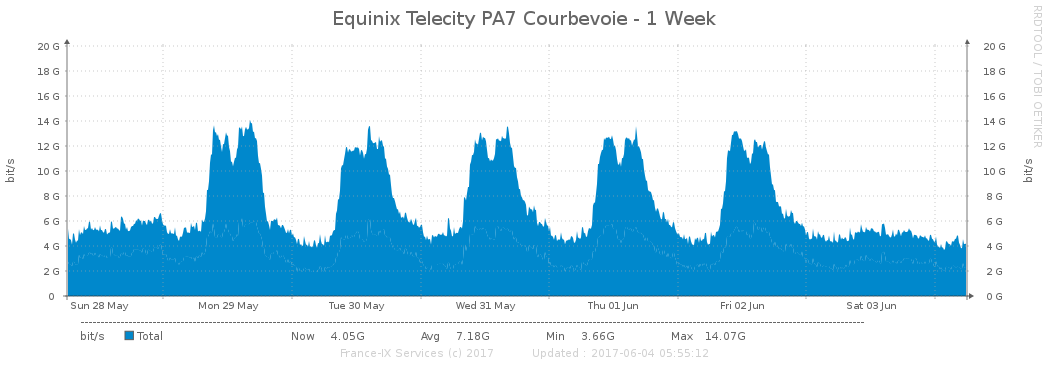 Equinix Telecity PA7 Courbevoie - 1 Week
RRDTOOL / TOBI OETIKER
bit/s
20 G
18 G
16 G
14 G
12 G
10 G
8 G
6 G
4 G
2 G
0
20 G
18 G
16 G
14 G
12 G
10 G
8 G
6 G
4 G
2 G
0 G
bit/s
Sun 28 May Mon 29 May Tue 30 May Wed 31 May Thu 01 Jun Fri 02 Jun Sat 03 Jun
bit/s Total Now 4.05G Avg 7.18G Min 3.66G Max 14.07G
France-IX Services (c) 2017 Updated : 2017-06-04 05:55:12